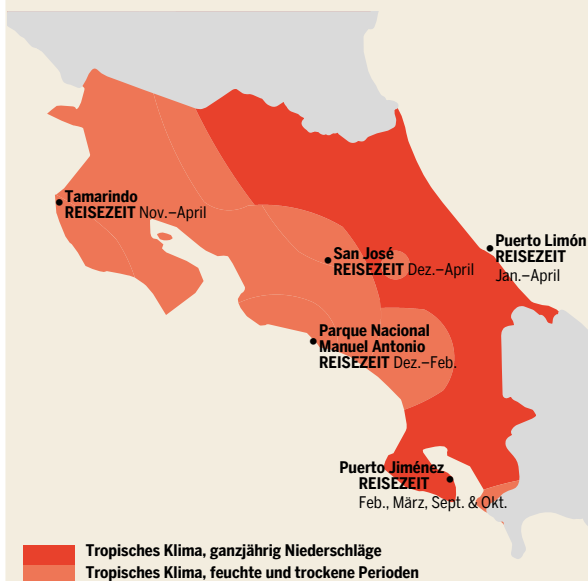 Tamarindo
REISEZEIT Nov.–April
San José
REISEZEIT Dez.–April
Puerto Limón
REISEZEIT
Jan.–April
Parque Nacional
Manuel Antonio
REISEZEIT Dez.–Feb.
Puerto Jiménez
REISEZEIT
Feb., März, Sept. & Okt.
Tropisches Klima, ganzjährig Niederschläge
Tropisches Klima, feuchte und trockene Perioden